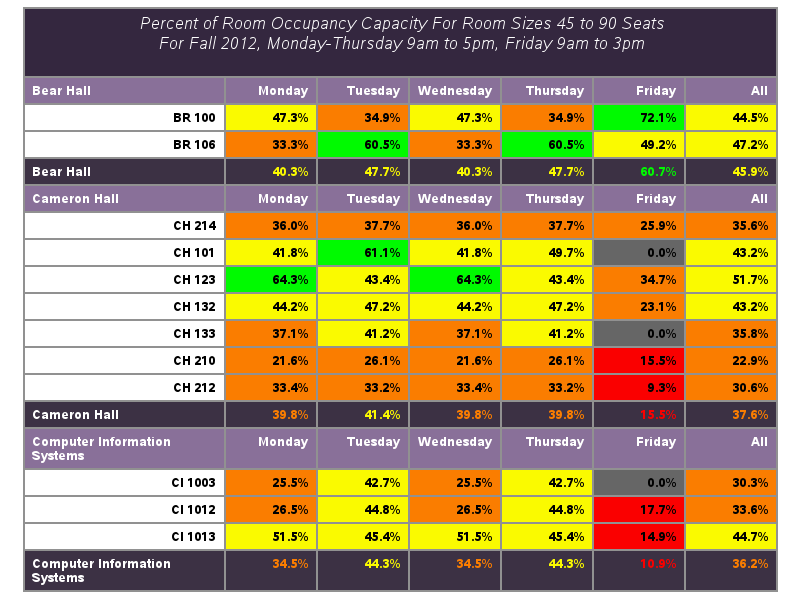 Percent of Room Occupancy Capacity For Room Sizes 45 to 90 Seats
For Fall 2012, Monday-Thursday 9am to 5pm, Friday 9am to 3pm
Bear Hall Monday Tuesday Wednesday Thursday Friday All
BR 100 47.3% 34.9% 47.3% 34.9% 72.1% 44.5%
BR 106 33.3% 60.5% 33.3% 60.5% 49.2% 47.2%
Bear Hall 40.3% 47.7% 40.3% 47.7% 60.7% 45.9%
Cameron Hall Monday Tuesday Wednesday Thursday Friday All
CH 214 36.0% 37.7% 36.0% 37.7% 25.9% 35.6%
CH 101 41.8% 61.1% 41.8% 49.7% 0.0% 43.2%
CH 123 64.3% 43.4% 64.3% 43.4% 34.7% 51.7%
CH 132 44.2% 47.2% 44.2% 47.2% 23.1% 43.2%
CH 133 37.1% 41.2% 37.1% 41.2% 0.0% 35.8%
CH 210 21.6% 26.1% 21.6% 26.1% 15.5% 22.9%
CH 212 33.4% 33.2% 33.4% 33.2% 9.3% 30.6%
Cameron Hall 39.8% 41.4% 39.8% 39.8% 15.5% 37.6%
Computer Information Monday Tuesday Wednesday Thursday Friday All
Systems
CI 1003 25.5% 42.7% 25.5% 42.7% 0.0% 30.3%
CI 1012 26.5% 44.8% 26.5% 44.8% 17.7% 33.6%
CI 1013 51.5% 45.4% 51.5% 45.4% 14.9% 44.7%
Computer Information 34.5% 44.3% 34.5% 44.3% 10.9% 36.2%
Systems